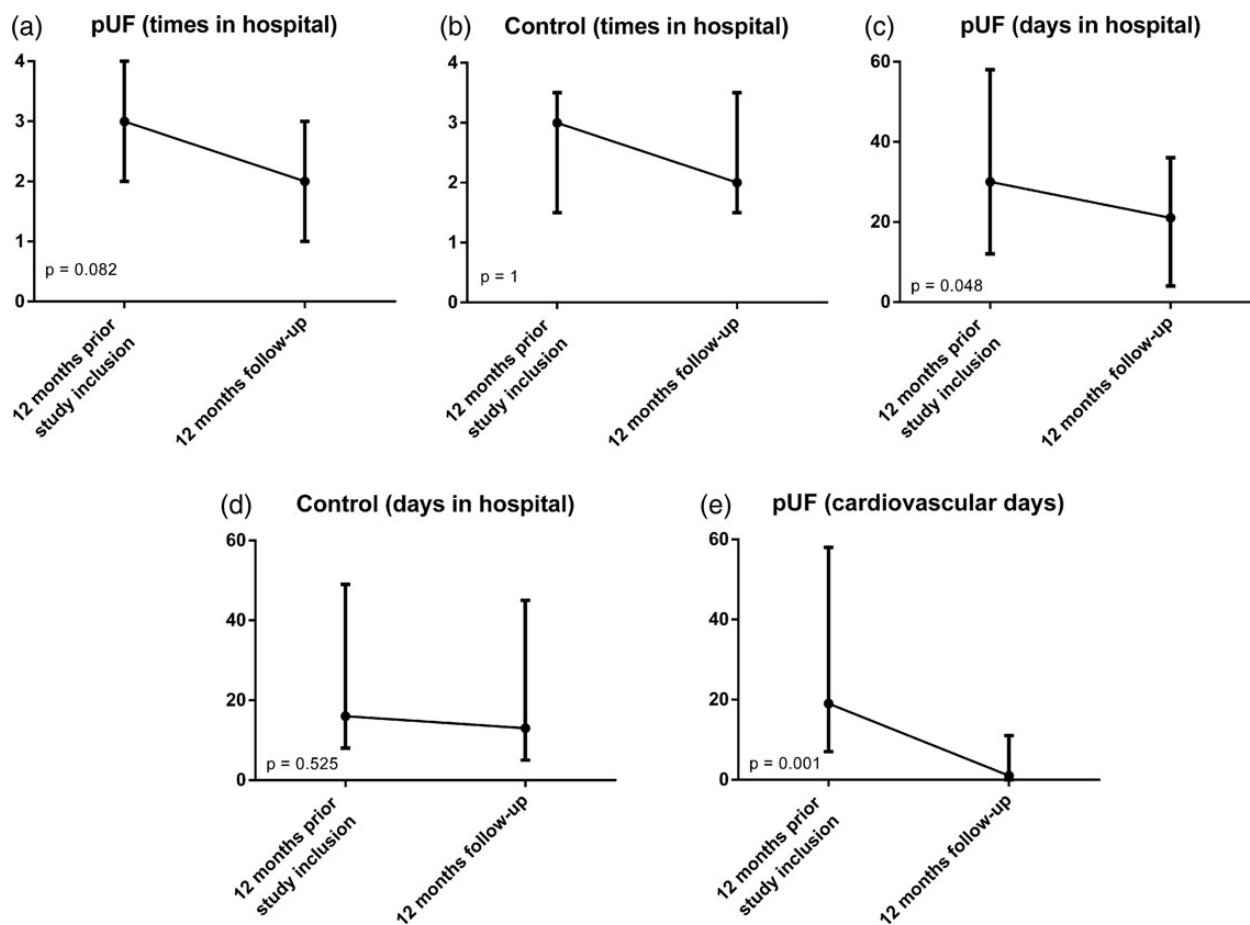 (a) pUF (times in hospital)
4
3
2
1
0
p = 0.082
12 months prior
study inclusion
12 months follow-up
(b) Control (times in hospital)
4
3
2
1
0
p = 1
12 months prior
study inclusion
12 months follow-up
(c) pUF (days in hospital)
60
40
20
0
p = 0.048
12 months prior
study inclusion
12 months follow-up
(d) Control (days in hospital)
60
40
20
0
p = 0.525
12 months prior
study inclusion
12 months follow-up
(e) pUF (cardiovascular days)
60
40
20
0
p = 0.001
12 months prior
study inclusion
12 months follow-up